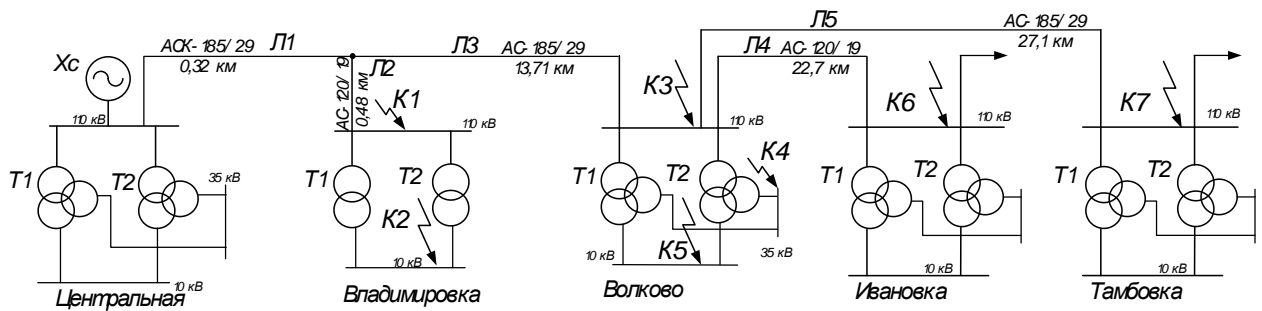 Хс
АСК- 185/ 29
Л1
0,32 км
110 кВ
Т1
Т2
35 кВ
10 кВ
Центральная
АС- 120/ 19
0,48 км
Л2
К1
110 кВ
Т1
Т2
К2
10 кВ
Владимировка
Л3
АС- 185/ 29
13,71 км
К3
110 кВ
К4
Т1
Т2
К5
10 кВ
35 кВ
Волково
Л5
Л4
АС- 120/ 19
22,7 км
К6
110 кВ
Т1
Т2
10 кВ
Ивановка
АС- 185/ 29
27,1 км
К7
110 кВ
Т1
Т2
10 кВ
Тамбовка